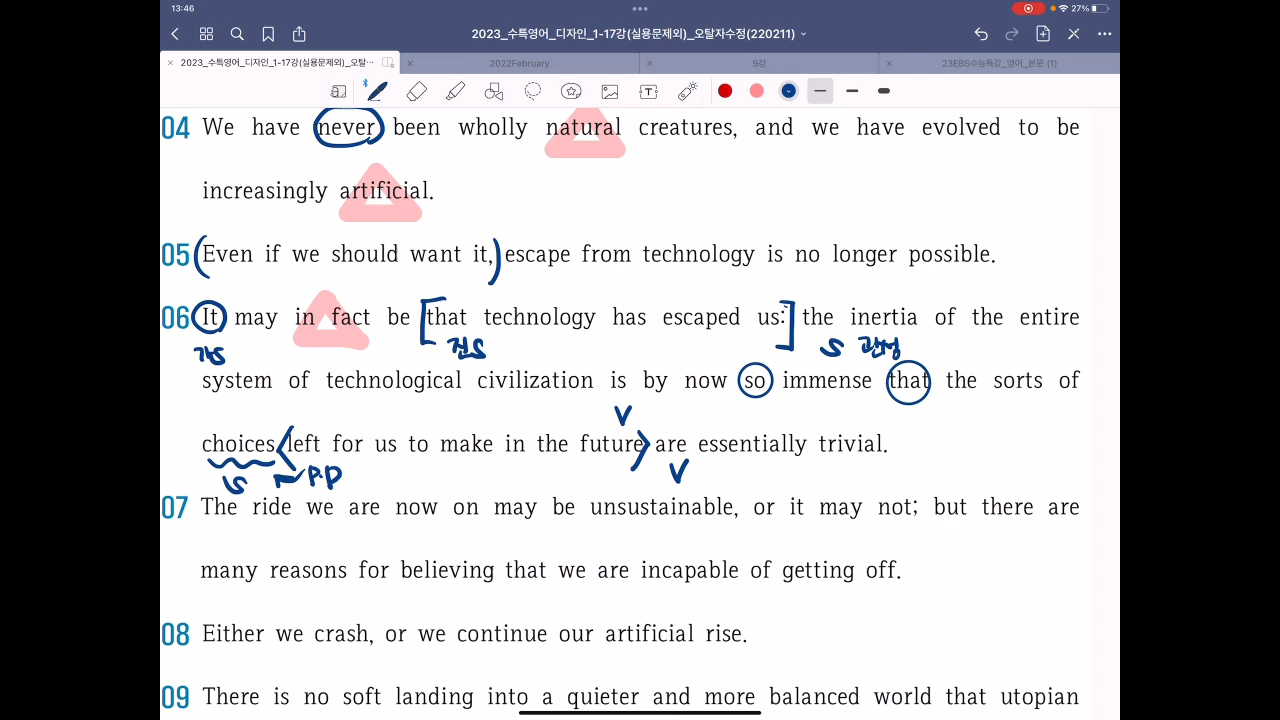 13:46
27%
2023_수특영어_디자인_1-17강(실용문제외)_오탈자수정(220211)
2023_수특영어_디자인_1-17강(실용문제외)_오탈... 2022February 9강 23EBS수능특강_영어_본문 (1)
04 We have never been wholly natural creatures, and we have evolved to be
increasingly artificial.
05 (Even if we should want it,) escape from technology is no longer possible.
06 It may in fact be [that technology has escaped us:] the inertia of the entire
가S 진S S 관성
system of technological civilization is by now so immense that the sorts of
V
choices <left for us to make in the future> are essentially trivial.
S p.p V
07 The ride we are now on may be unsustainable, or it may not; but there are
many reasons for believing that we are incapable of getting off.
08 Either we crash, or we continue our artificial rise.
09 There is no soft landing into a quieter and more balanced world that utopian